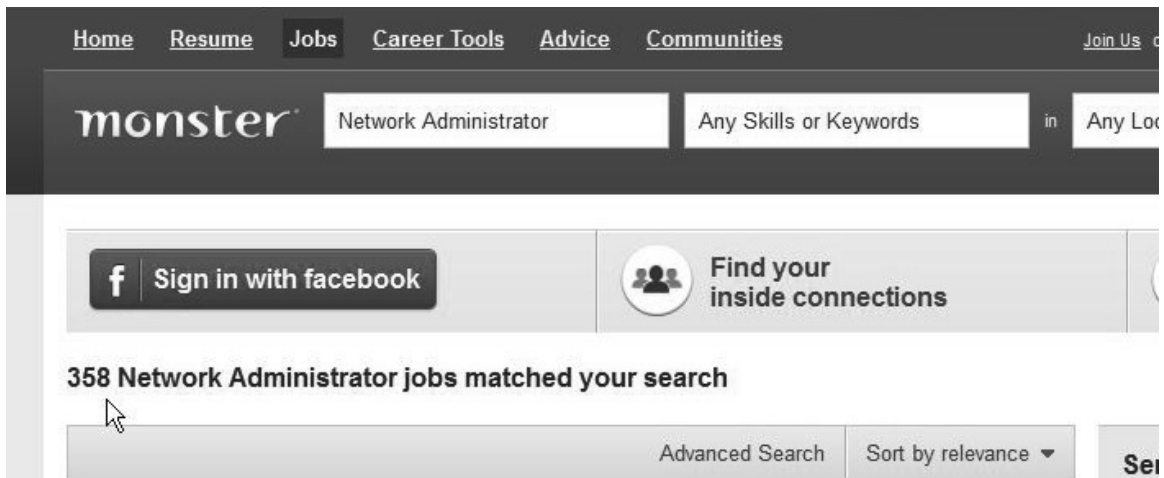 Home Resume Jobs Career Tools Advice Communities Join Us
monster Network Administrator Any Skills or Keywords in Any
f Sign in with facebook
Find your
inside connections
358 Network Administrator jobs matched your search
Advanced Search Sort by relevance